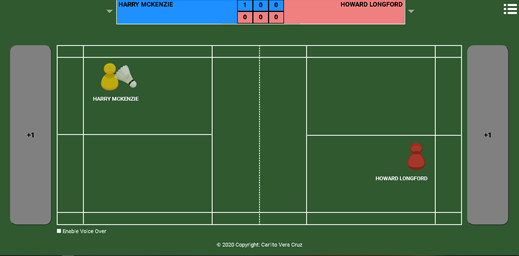 HARRY MCKENZIE 1 0 0 HOWARD LONGFORD
0 0 0
+1
+1
HARRY MCKENZIE
HOWARD LONGFORD
Enable Voice Over
© 2020 Copyright: Carlito Vera Cruz